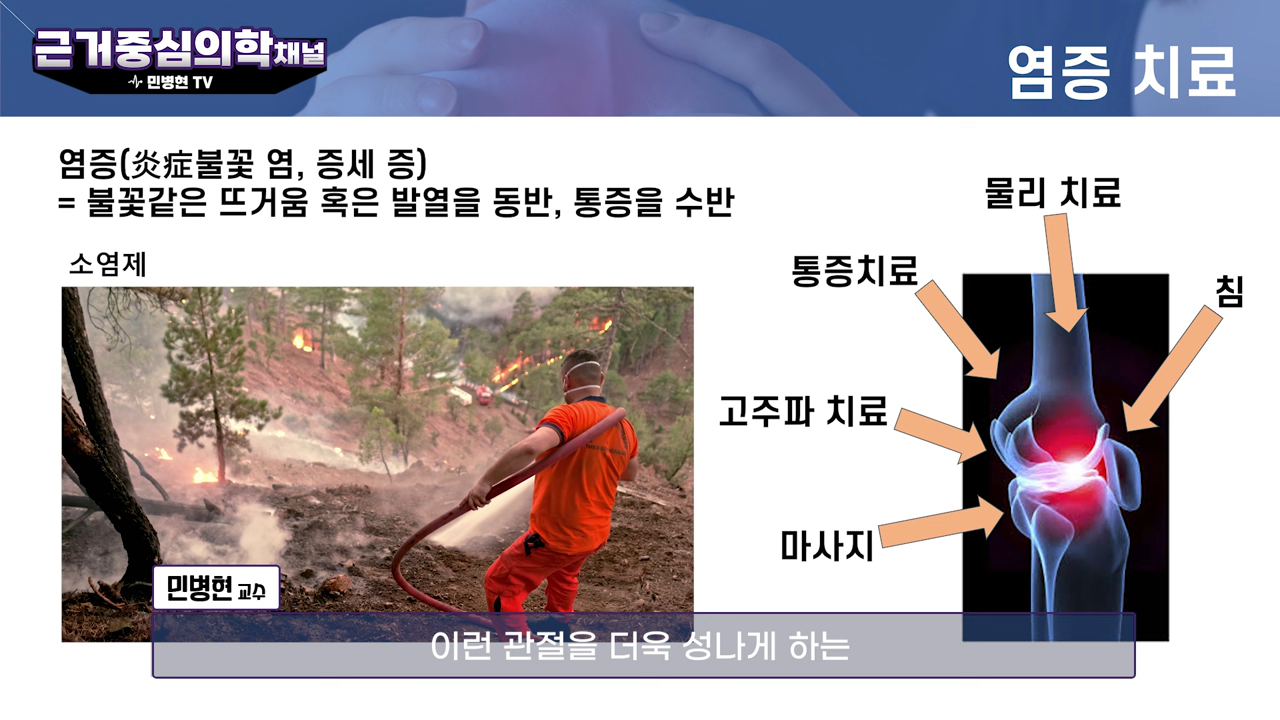 근거중심의학채널
민병현 TV
염증 치료
염증(炎症불꽃 염, 증세 증)
= 불꽃같은 뜨거움 혹은 발열을 동반, 통증을 수반
소염제
물리 치료
통증치료
침
고주파 치료
마사지
민병현 교수
이런 관절을 더욱 성나게 하는